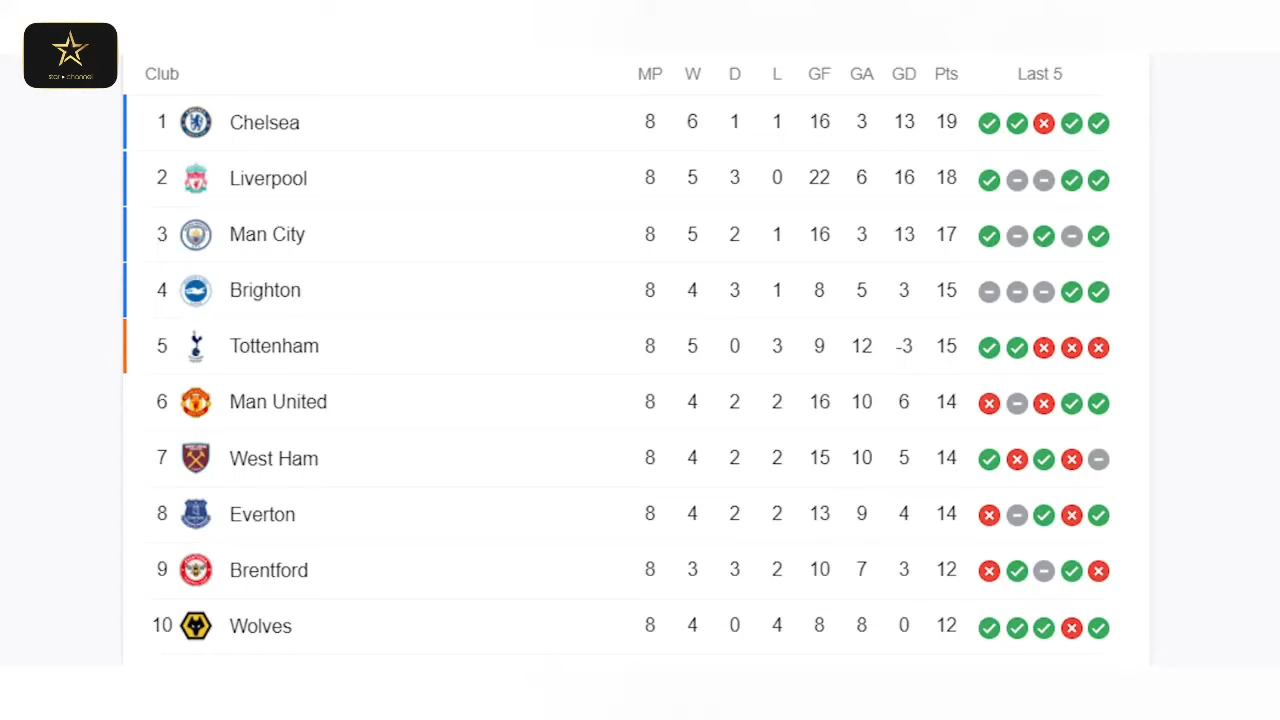 star • channel
Club MP W D L GF GA GD Pts Last 5
1 Chelsea 8 6 1 1 16 3 13 19
2 Liverpool 8 5 3 0 22 6 16 18
3 Man City 8 5 2 1 16 3 13 17
4 Brighton 8 4 3 1 8 5 3 15
5 Tottenham 8 5 0 3 9 12 -3 15
6 Man United 8 4 2 2 16 10 6 14
7 West Ham 8 4 2 2 15 10 5 14
8 Everton 8 4 2 2 13 9 4 14
9 Brentford 8 3 3 2 10 7 3 12
10 Wolves 8 4 0 4 8 8 0 12